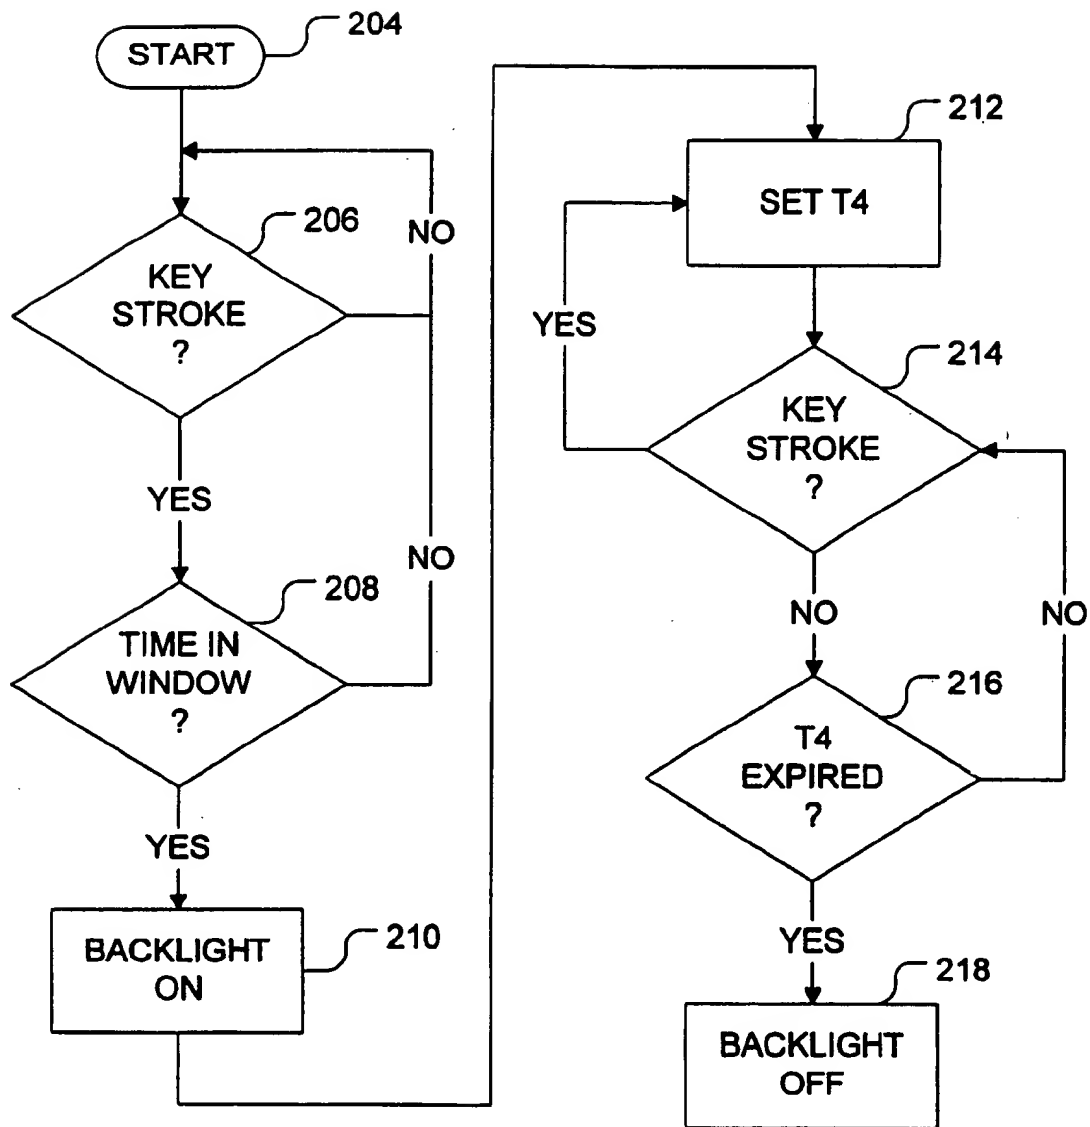 START
204
206
NO
KEY
STROKE
?
YES
NO
208
TIME IN
WINDOW
?
YES
210
BACKLIGHT
ON
212
SET T4
YES
214
KEY
STROKE
?
NO
NO
216
T4
EXPIRED
?
YES
218
BACKLIGHT
OFF